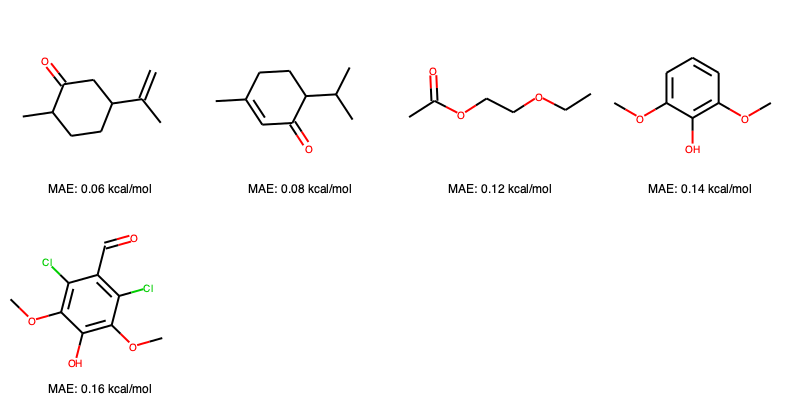 O
O
O
O
O
O
O
OH
MAE: 0.06 kcal/mol
MAE: 0.08 kcal/mol
MAE: 0.12 kcal/mol
MAE: 0.14 kcal/mol
O
Cl
Cl
O
O
OH
MAE: 0.16 kcal/mol